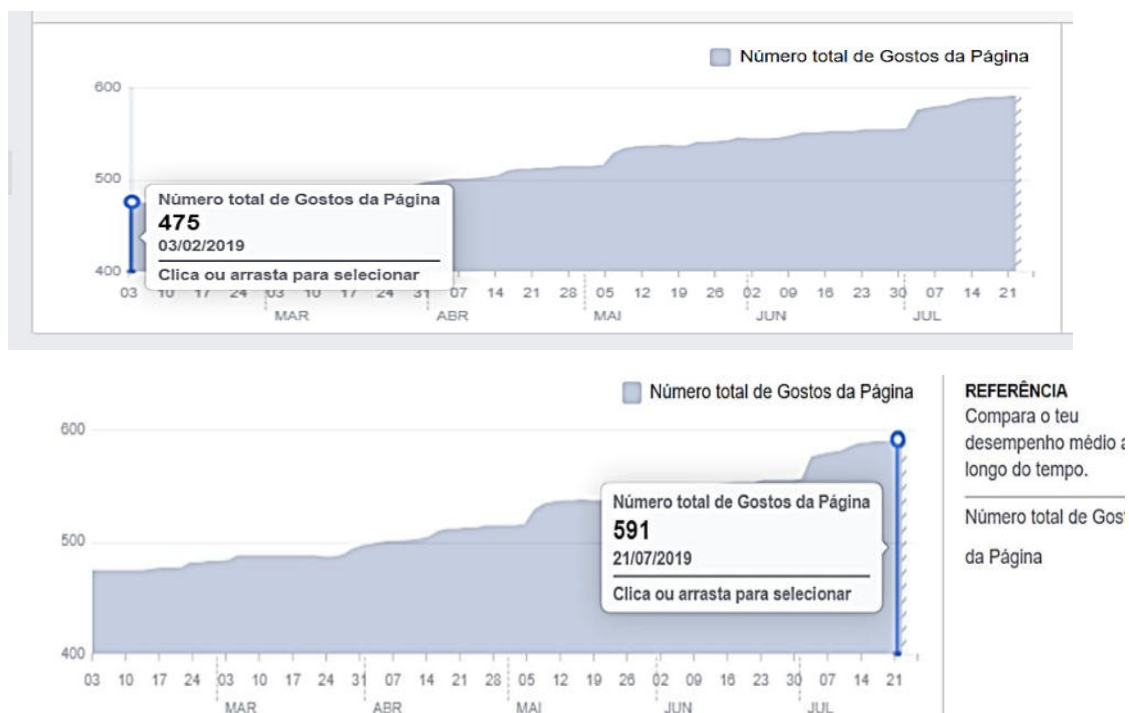 Número total de Gostos da Página
600
500
400
Número total de Gostos da Página
475
03/02/2019
Clica ou arrasta para selecionar
03 10 17 24 03 10 17 24 31 07 14 21 28 05 12 19 26 02 09 16 23 30 07 14 21
MAR ABR MAI JUN JUL
Número total de Gostos da Página
600
500
400
Número total de Gostos da Página
591
21/07/2019
Clica ou arrasta para selecionar
03 10 17 24 03 10 17 24 31 07 14 21 28 05 12 19 26 02 09 16 23 30 07 14 21
MAR ABR MAI JUN JUL
REFERÊNCIA
Compara o teu
desempenho médio a
longo do tempo.
Número total de Gost
da Página